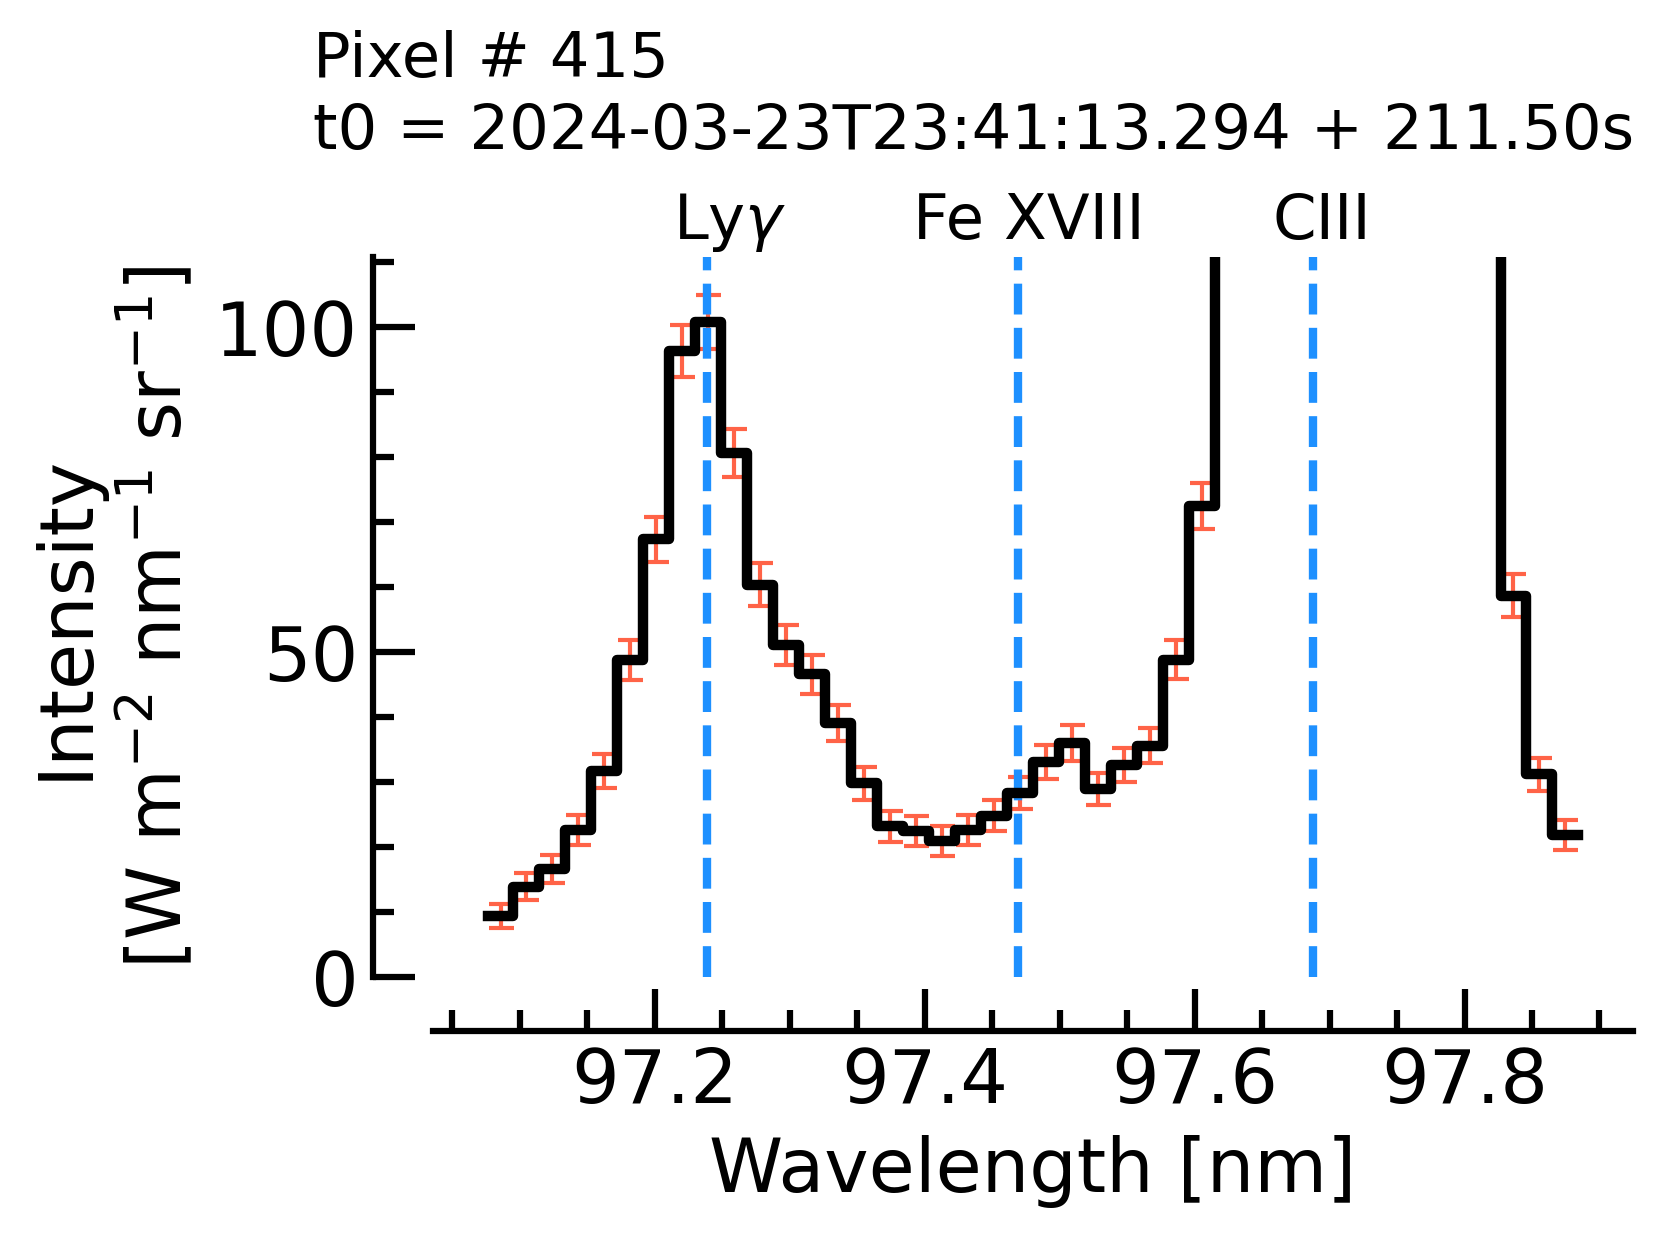 Pixel # 415
t0 = 2024-03-23T23:41:13.294 + 211.50s
Lyγ Fe XVIII CIII
Intensity
[W m⁻² nm⁻¹ sr⁻¹]
100
50
0
97.2 97.4 97.6 97.8
Wavelength [nm]